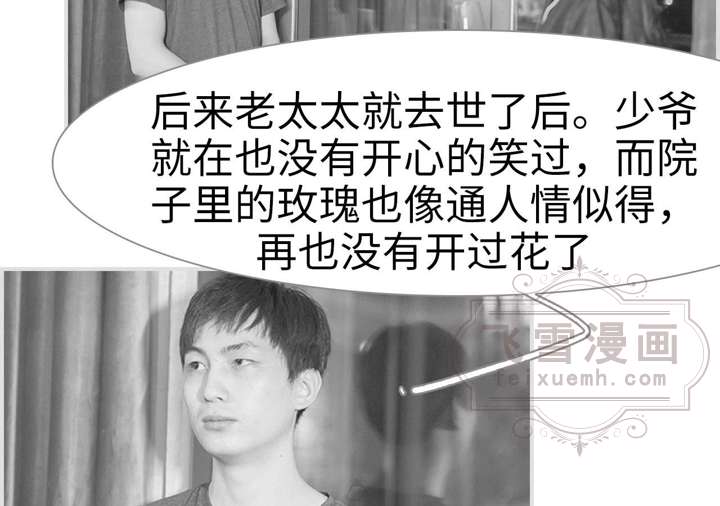 后来老太太就去世了后。少爷
就在也没有开心的笑过，而院
子里的玫瑰也像通人情似得，
再也没有开过花了
飞雪漫画
feixuemh.com